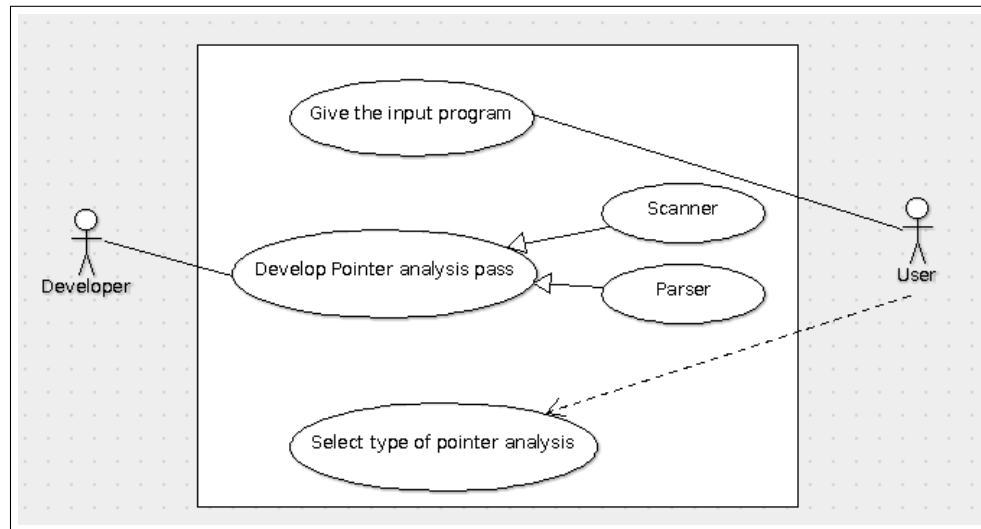 Give the input program
Scanner
Develop Pointer analysis pass
Parser
Developer
User
Select type of pointer analysis